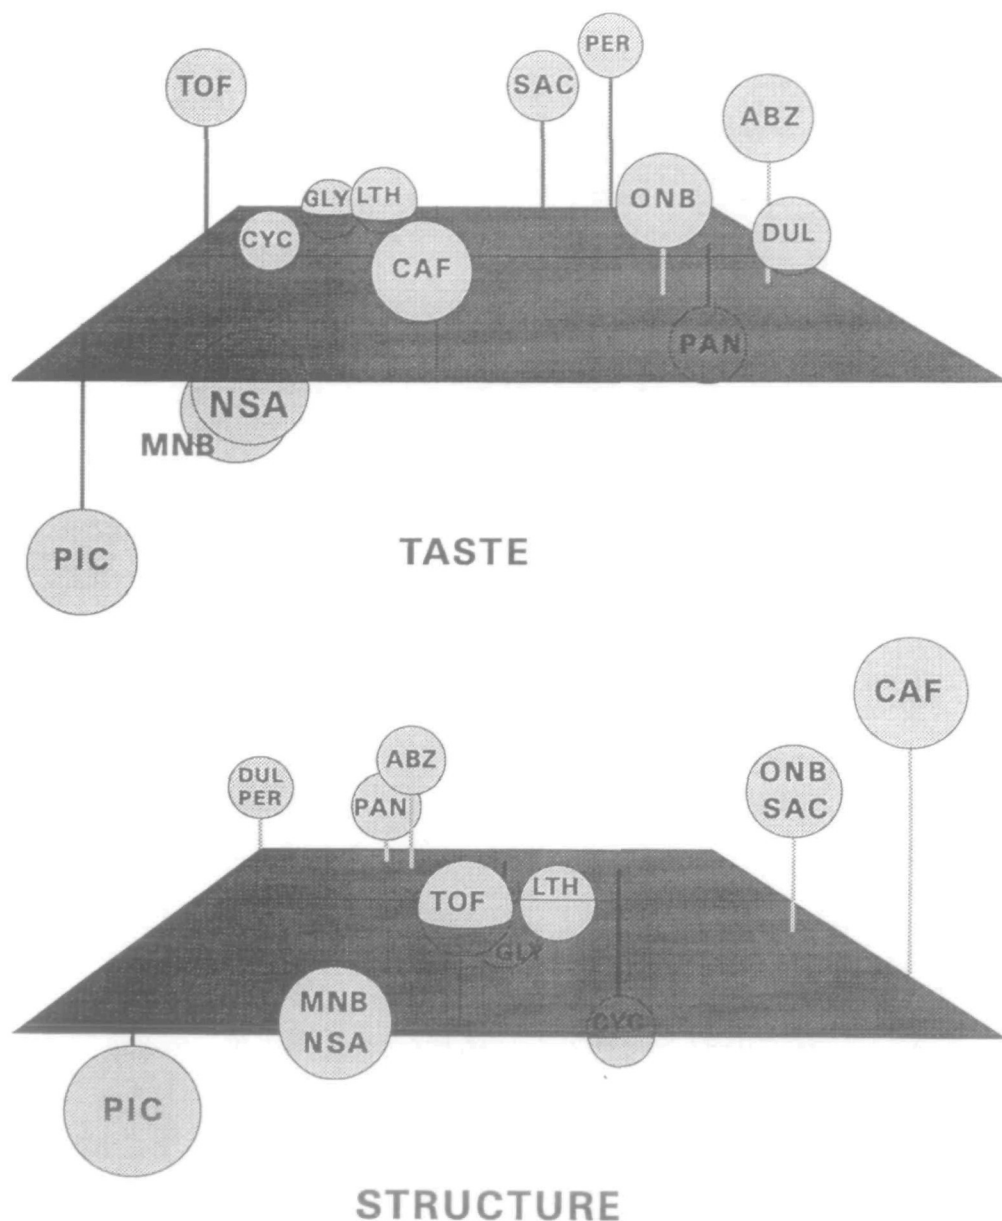 PER
TOF
SAC
ABZ
GLY
LTH
ONB
CYC
DUL
CAF
PAN
NSA
MNB
PIC
TASTE
CAF
ABZ
DUL
PER
PAN
ONB
SAC
TOF
LTH
GLY
MNB
NSA
CYC
PIC
STRUCTURE